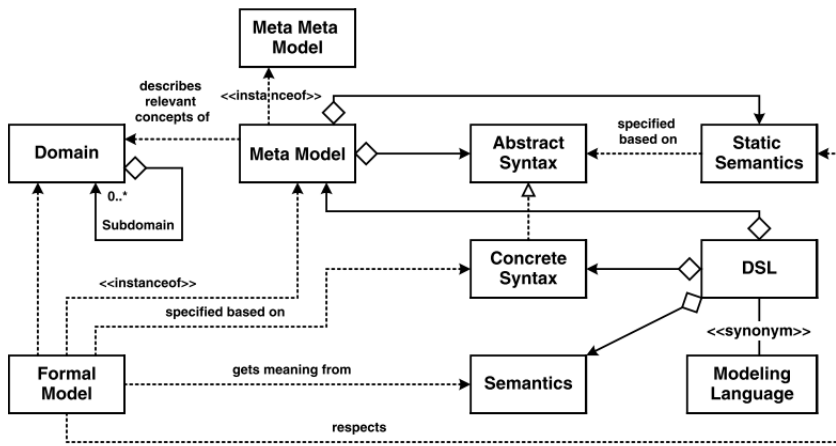 Meta Meta
Model
describes
relevant
concepts of
<<instanceof>>
Domain
Meta Model
Abstract
Syntax
specified
based on
Static
Semantics
0..*
Subdomain
<<instanceof>>
Concrete
Syntax
DSL
specified based on
<<synonym>>
Formal
Model
gets meaning from
Semantics
Modeling
Language
respects